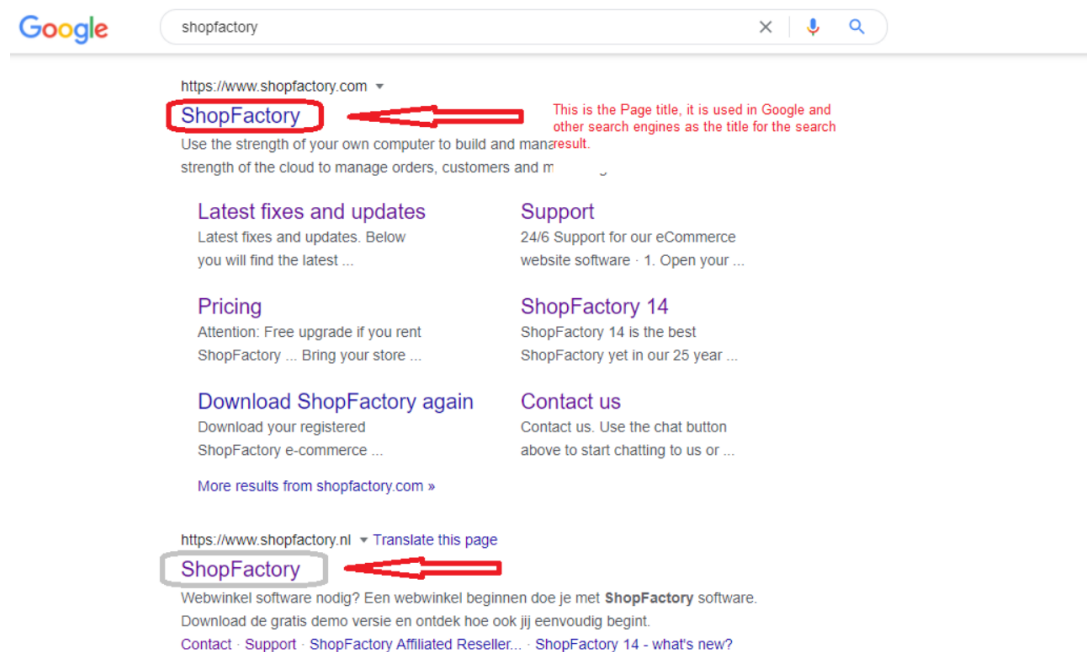 Google
shopfactory
https://www.shopfactory.com
ShopFactory
This is the Page title, it is used in Google and
other search engines as the title for the search
result.
Use the strength of your own computer to build and mana
strength of the cloud to manage orders, customers and m
Latest fixes and updates
Latest fixes and updates. Below
you will find the latest ...
Support
24/6 Support for our eCommerce
website software · 1. Open your ...
Pricing
Attention: Free upgrade if you rent
ShopFactory ... Bring your store ...
ShopFactory 14
ShopFactory 14 is the best
ShopFactory yet in our 25 year ...
Download ShopFactory again
Download your registered
ShopFactory e-commerce ...
Contact us
Contact us. Use the chat button
above to start chatting to us or ...
More results from shopfactory.com »
https://www.shopfactory.nl Translate this page
ShopFactory
Webwinkel software nodig? Een webwinkel beginnen doe je met ShopFactory software.
Download de gratis demo versie en ontdek hoe ook jij eenvoudig begint.
Contact · Support · ShopFactory Affiliated Reseller... · ShopFactory 14 - what's new?